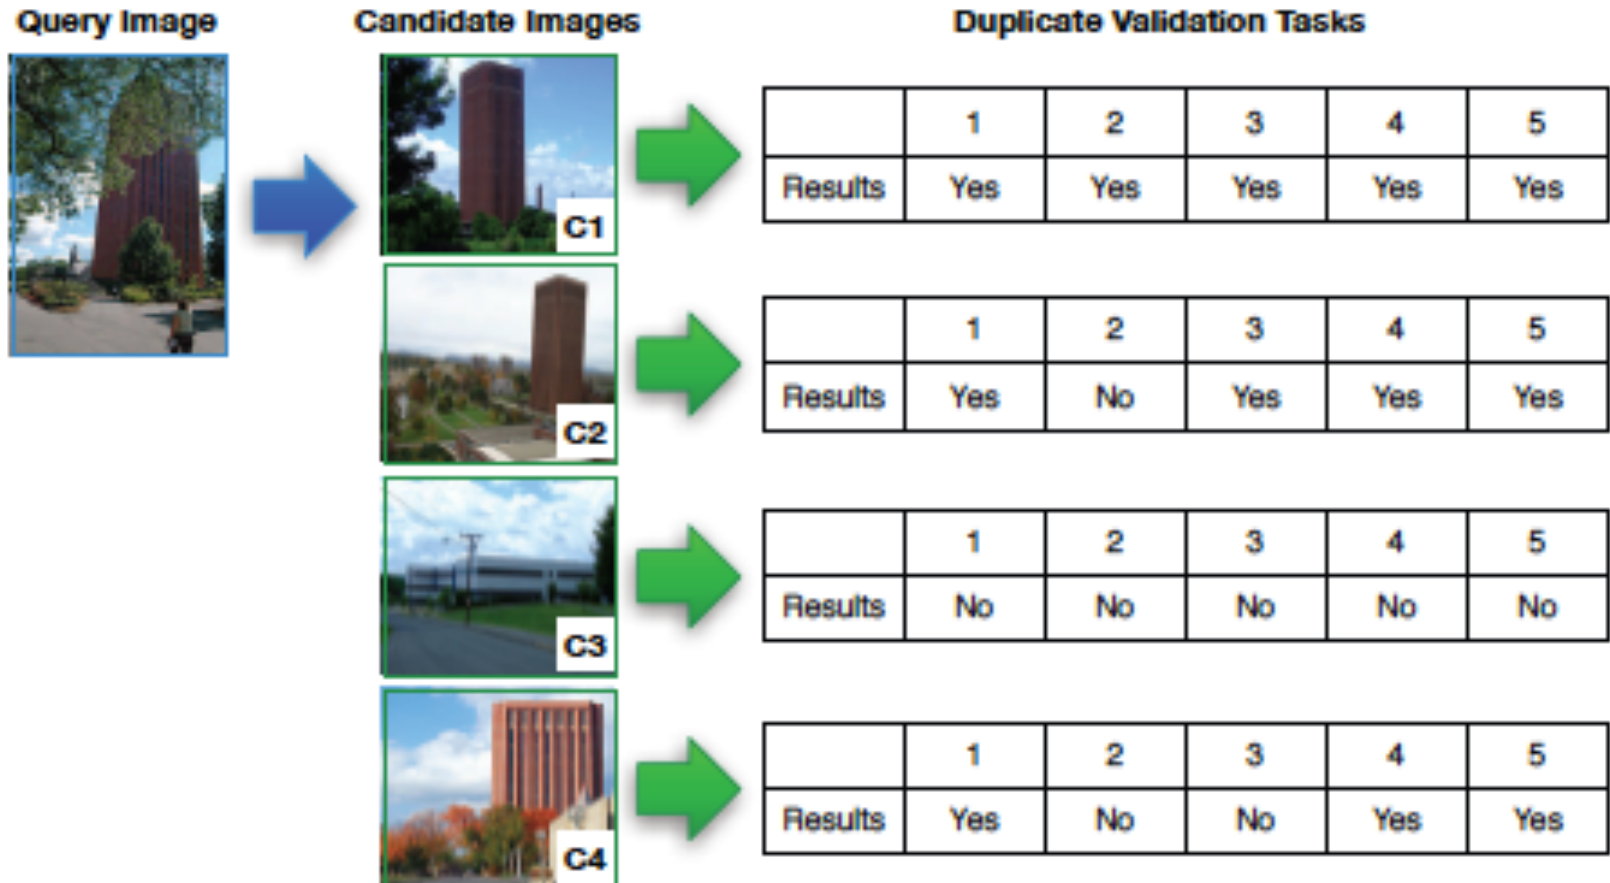 Query Image Candidate Images Duplicate Validation Tasks
1 2 3 4 5
Results Yes Yes Yes Yes Yes
C1
1 2 3 4 5
Results Yes No Yes Yes Yes
C2
1 2 3 4 5
Results No No No No No
C3
1 2 3 4 5
Results Yes No No Yes Yes
C4